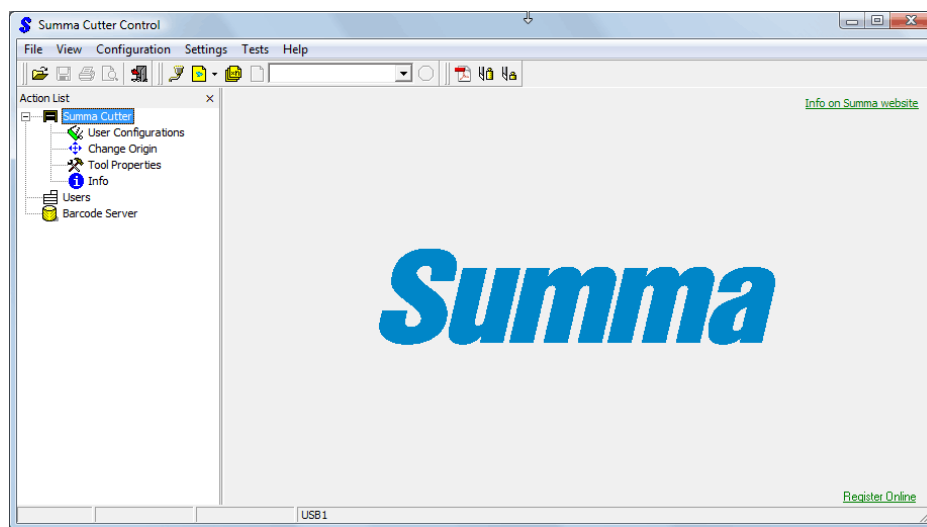 Summa Cutter Control
File View Configuration Settings Tests Help
Action List
Info on Summa website
Summa Cutter
User Configurations
Change Origin
Tool Properties
Info
Users
Barcode Server
Summa
Register Online
USB1